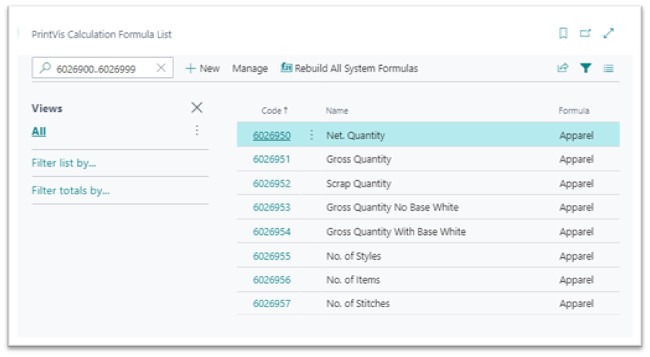 PrintVis Calculation Formula List
6026900..6026999
New Manage Rebuild All System Formulas
Views
All
Filter list by...
Filter totals by...
Code↑ Name Formula
6026950 Net. Quantity Apparel
6026951 Gross Quantity Apparel
6026952 Scrap Quantity Apparel
6026953 Gross Quantity No Base White Apparel
6026954 Gross Quantity With Base White Apparel
6026955 No. of Styles Apparel
6026956 No. of Items Apparel
6026957 No. of Stitches Apparel